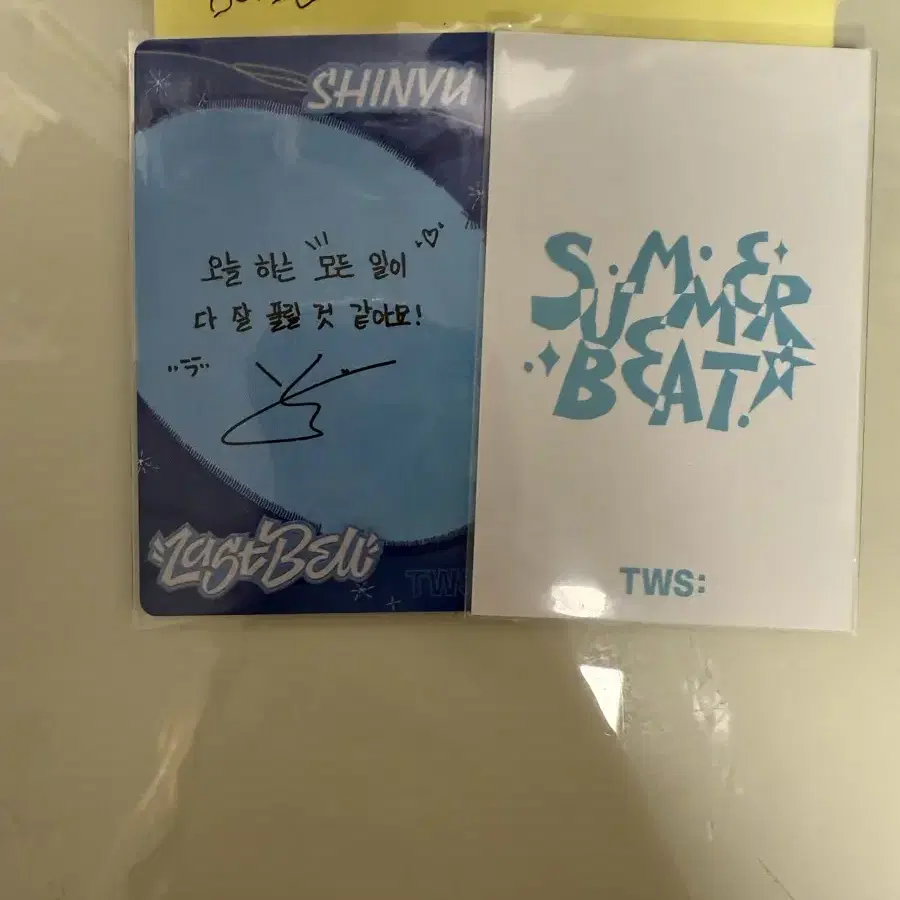 SHINYU
오늘 하는 모든 일이
다 잘 풀릴 것 같아요!
Last Bell
TWS
SUMMER
BEAT!
TWS: